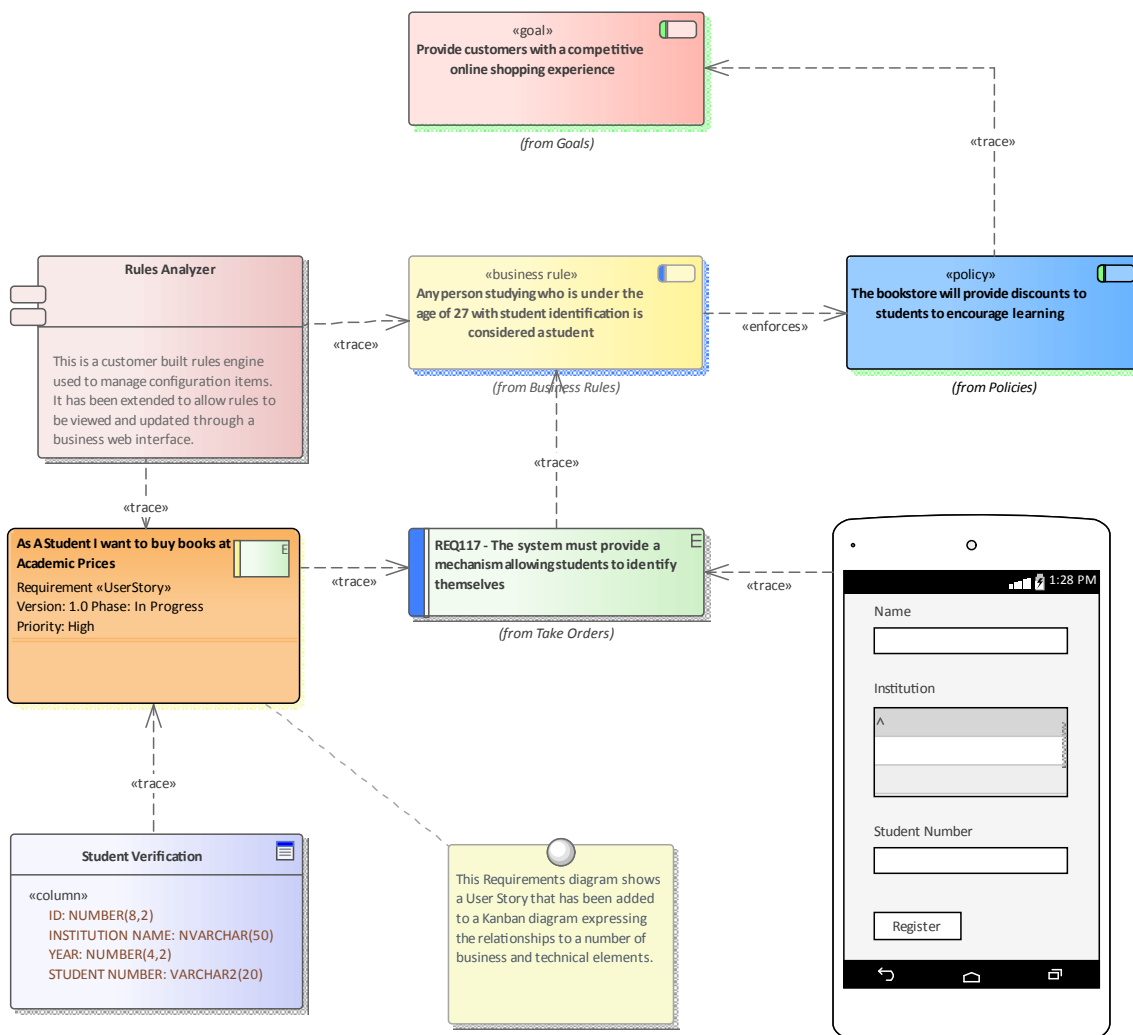 «goal»
Provide customers with a competitive
online shopping experience
(from Goals)
«trace»
Rules Analyzer
This is a customer built rules engine
used to manage configuration items.
It has been extended to allow rules to
be viewed and updated through a
business web interface.
«trace»
«business rule»
Any person studying who is under the
age of 27 with student identification is
considered a student
(from Business Rules)
«enforces»
«policy»
The bookstore will provide discounts to
students to encourage learning
(from Policies)
«trace»
«trace»
As A Student I want to buy books at
Academic Prices
E
Requirement «UserStory»
Version: 1.0 Phase: In Progress
Priority: High
«trace»
REQ117 - The system must provide a
mechanism allowing students to identify
themselves
E
(from Take Orders)
«trace»
1:28 PM
Name
Institution
^
Student Number
Register
«trace»
Student Verification
«column»
ID: NUMBER(8,2)
INSTITUTION NAME: NVARCHAR(50)
YEAR: NUMBER(4,2)
STUDENT NUMBER: VARCHAR2(20)
This Requirements diagram shows
a User Story that has been added
to a Kanban diagram expressing
the relationships to a number of
business and technical elements.